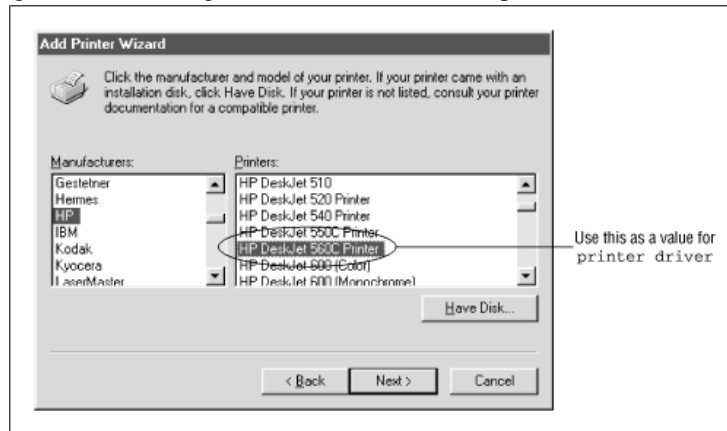 Add Printer Wizard
Click the manufacturer and model of your printer. If your printer came with an
installation disk, click Have Disk. If your printer is not listed, consult your printer
documentation for a compatible printer.
Manufacturers:
Gestetner
Hermes
HP
IBM
Kodak
Kyocera
LaserMaster
Printers:
HP DeskJet 510
HP DeskJet 520 Printer
HP DeskJet 540 Printer
HP DeskJet 550C Printer
HP DeskJet 560C Printer
HP DeskJet 600 (Color)
HP DeskJet 600 (Monochrome)
Use this as a value for
printer driver
Have Disk...
< Back
Next >
Cancel